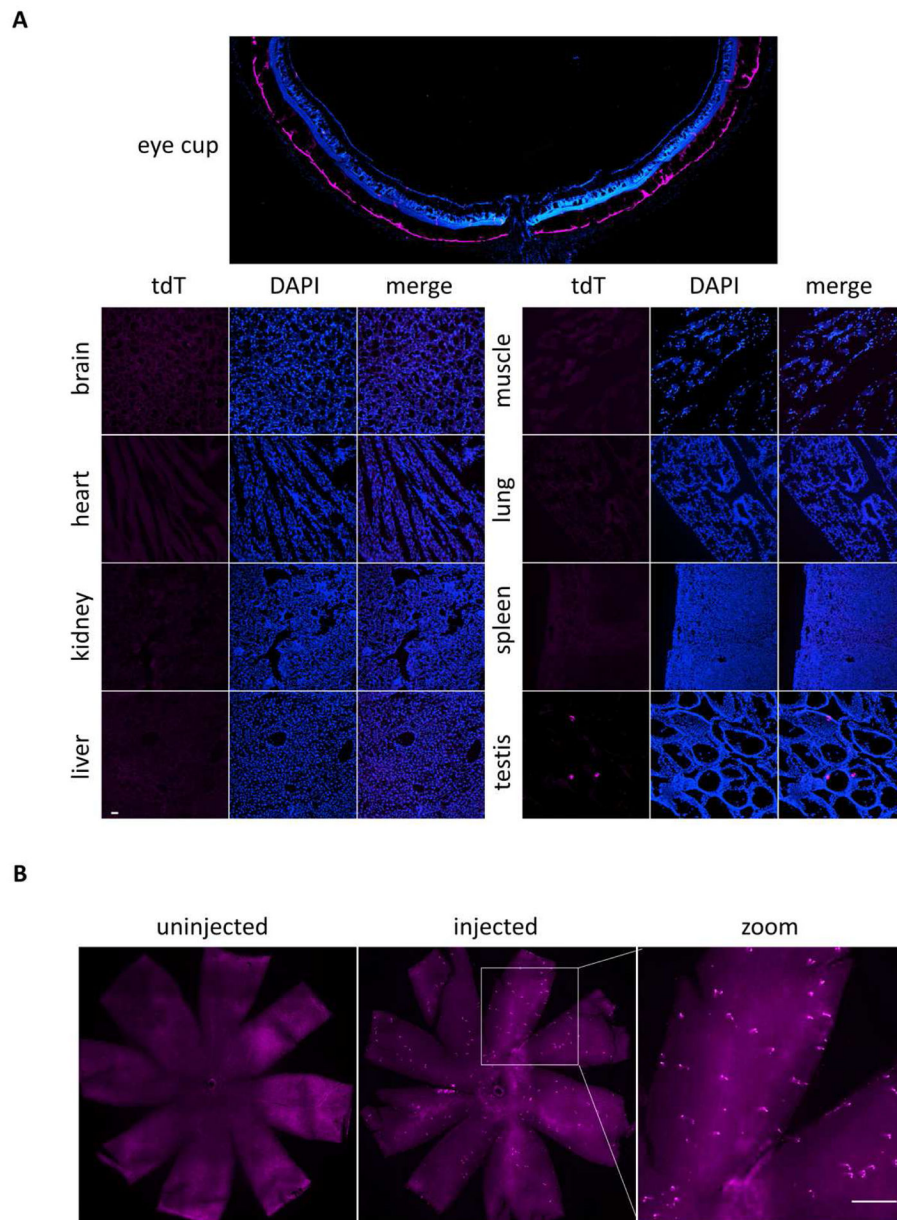 A
eye cup
tdT DAPI merge tdT DAPI merge
brain muscle
heart lung
kidney spleen
liver testis
B
uninjected injected zoom